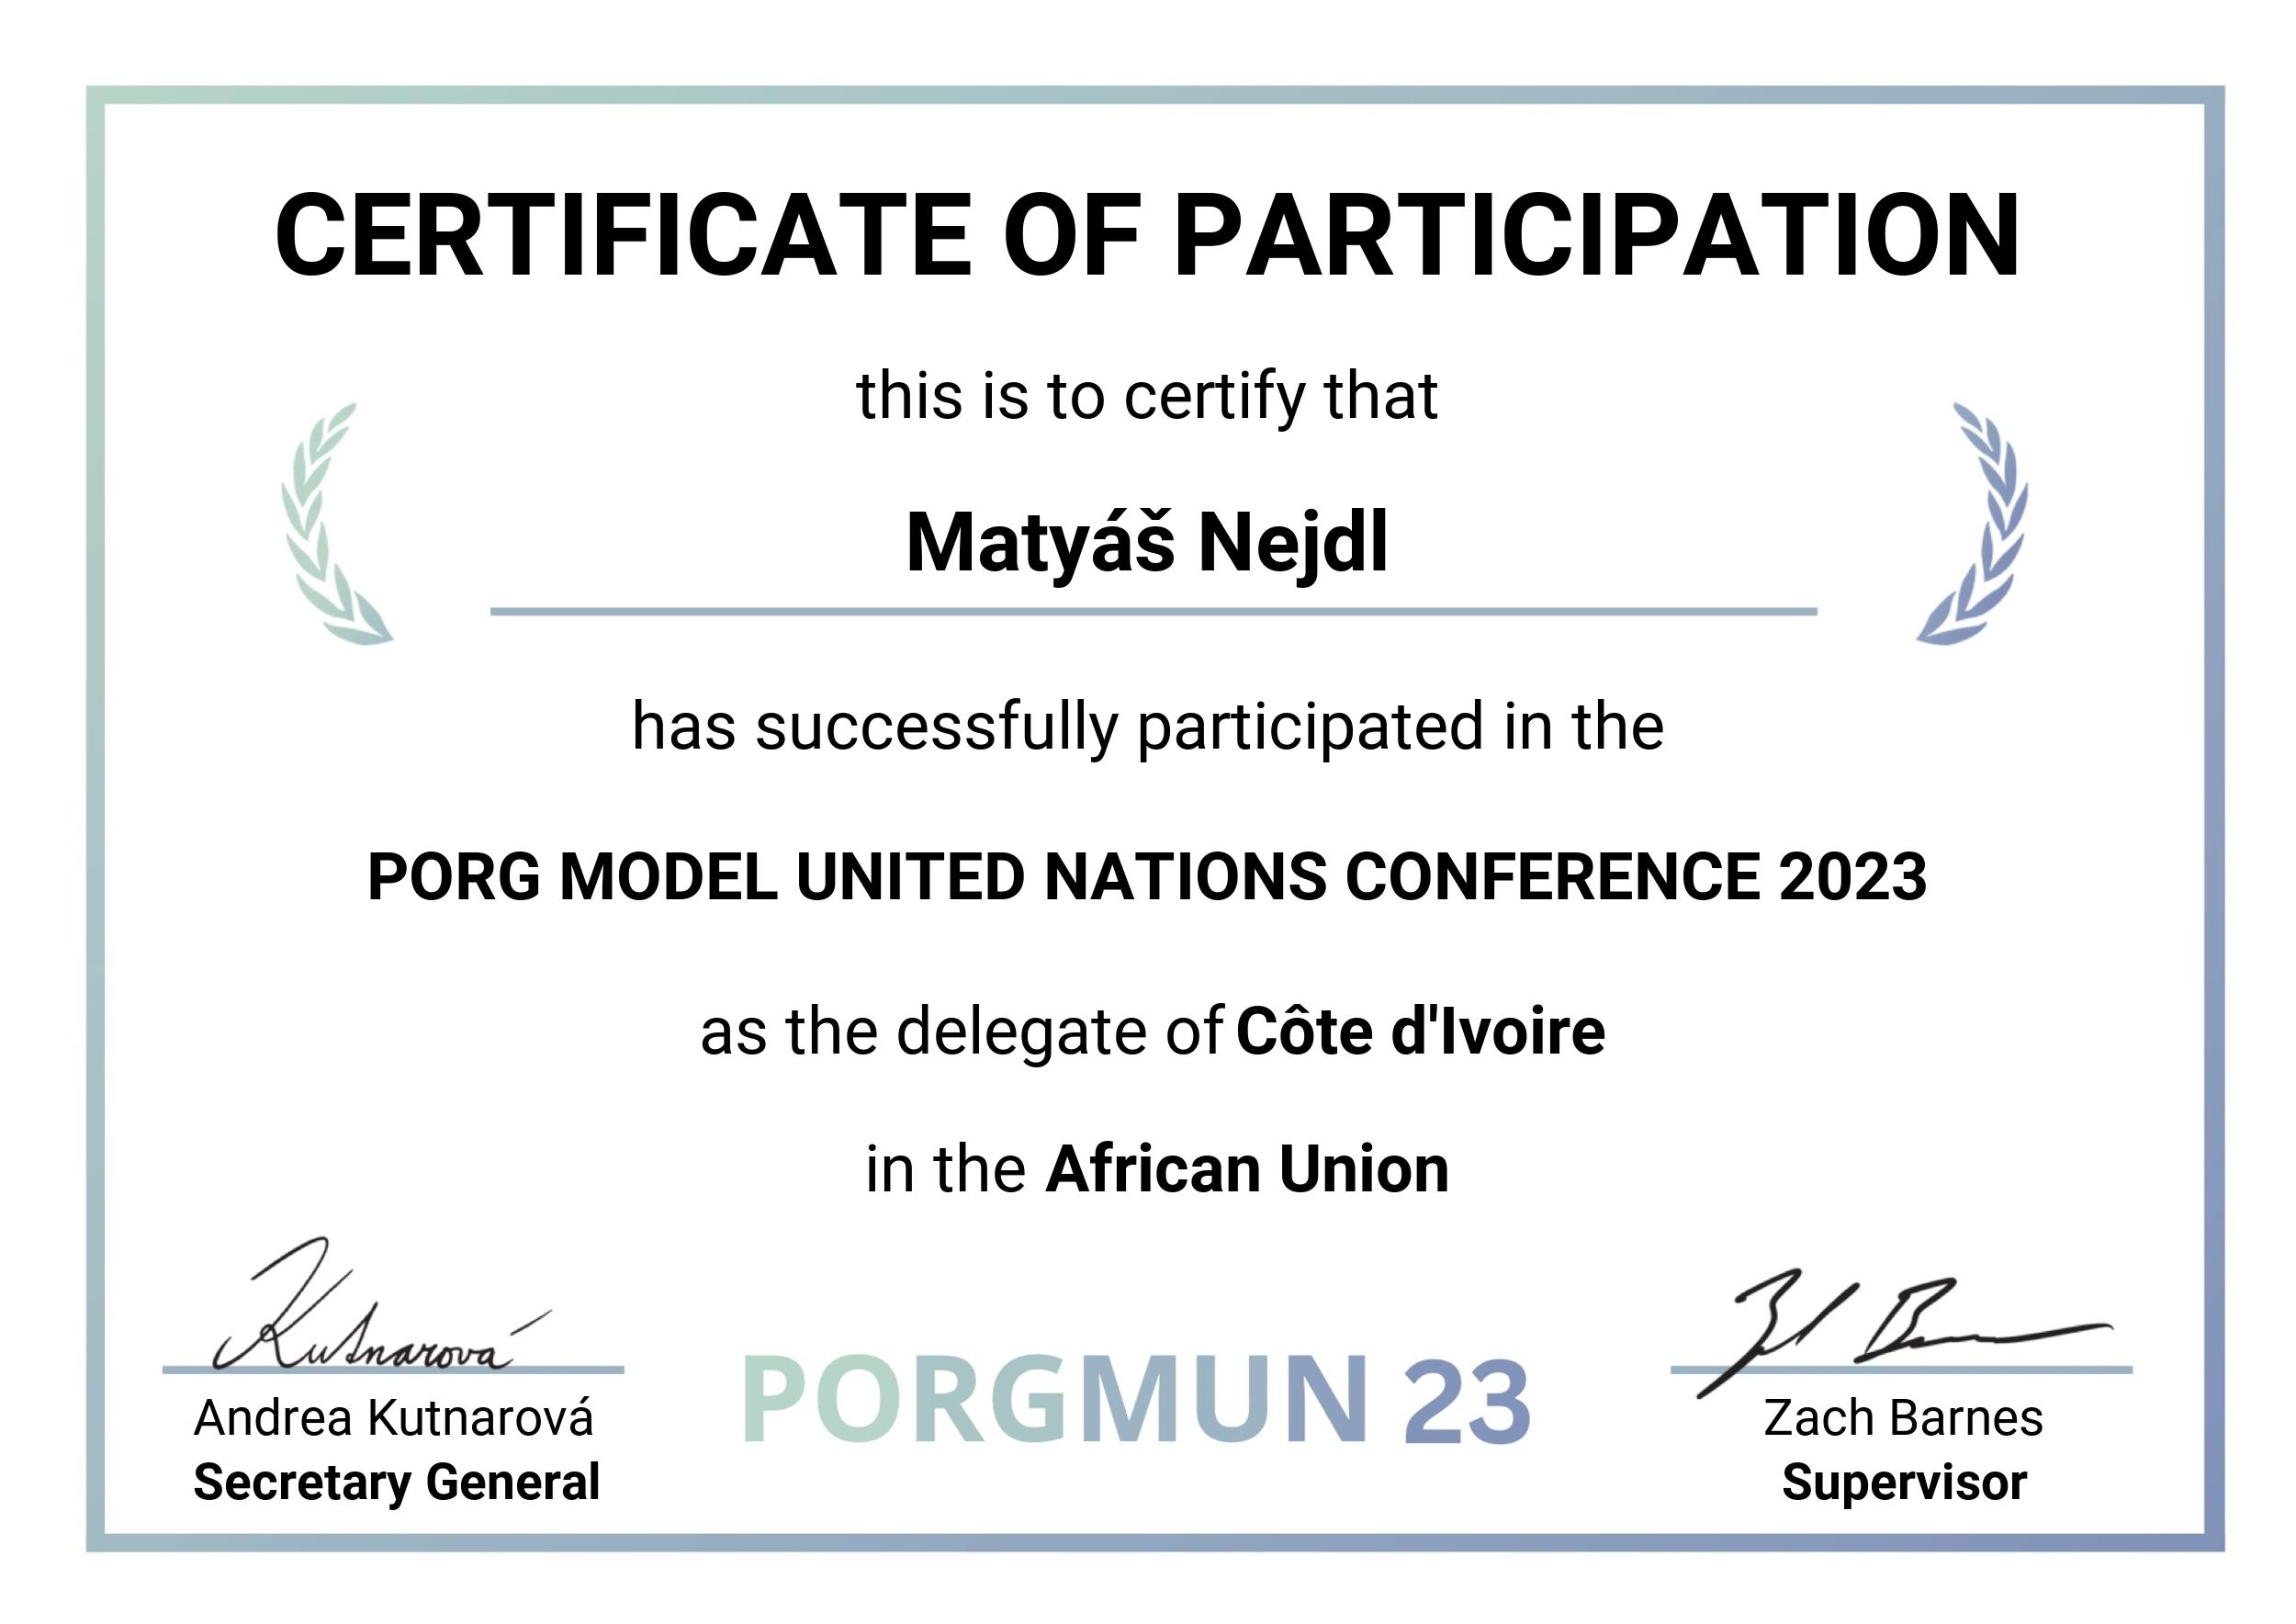 CERTIFICATE OF PARTICIPATION
this is to certify that
Matyáš Nejdl
has successfully participated in the
PORG MODEL UNITED NATIONS CONFERENCE 2023
as the delegate of Côte d'Ivoire
in the African Union
Kutnarová
Andrea Kutnarová
Secretary General
PORGMUN 23
Zach Barnes
Supervisor